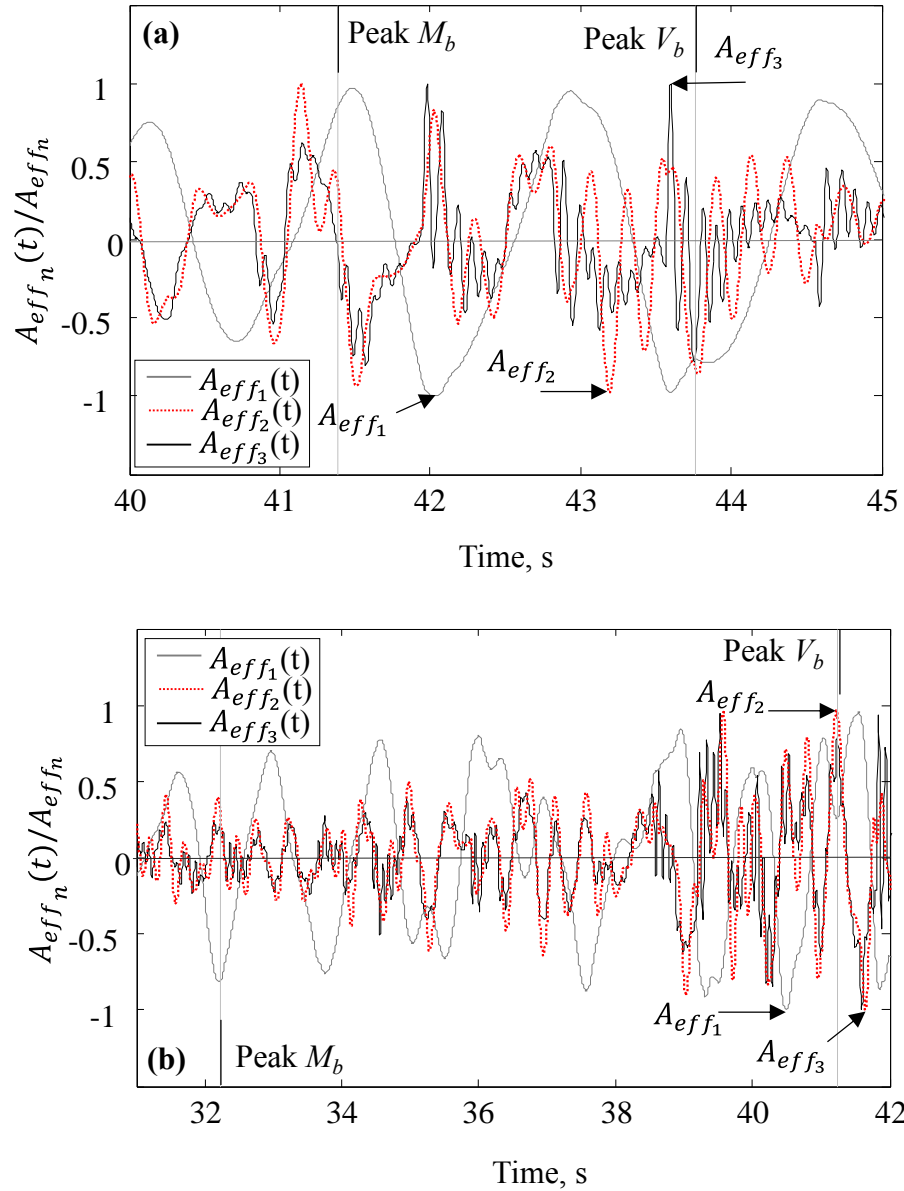 (a)
Peak M_b
Peak V_b
A_eff₃
1
0.5
0
-0.5
-1
A_eff_n(t)/A_eff_n
A_eff₁(t)
A_eff₂(t)
A_eff₃(t)
A_eff₁
A_eff₂
40
41
42
43
44
45
Time, s
A_eff₁(t)
A_eff₂(t)
A_eff₃(t)
Peak V_b
A_eff₂
1
0.5
0
-0.5
-1
A_eff_n(t)/A_eff_n
A_eff₁
A_eff₃
(b)
Peak M_b
32
34
36
38
40
42
Time, s